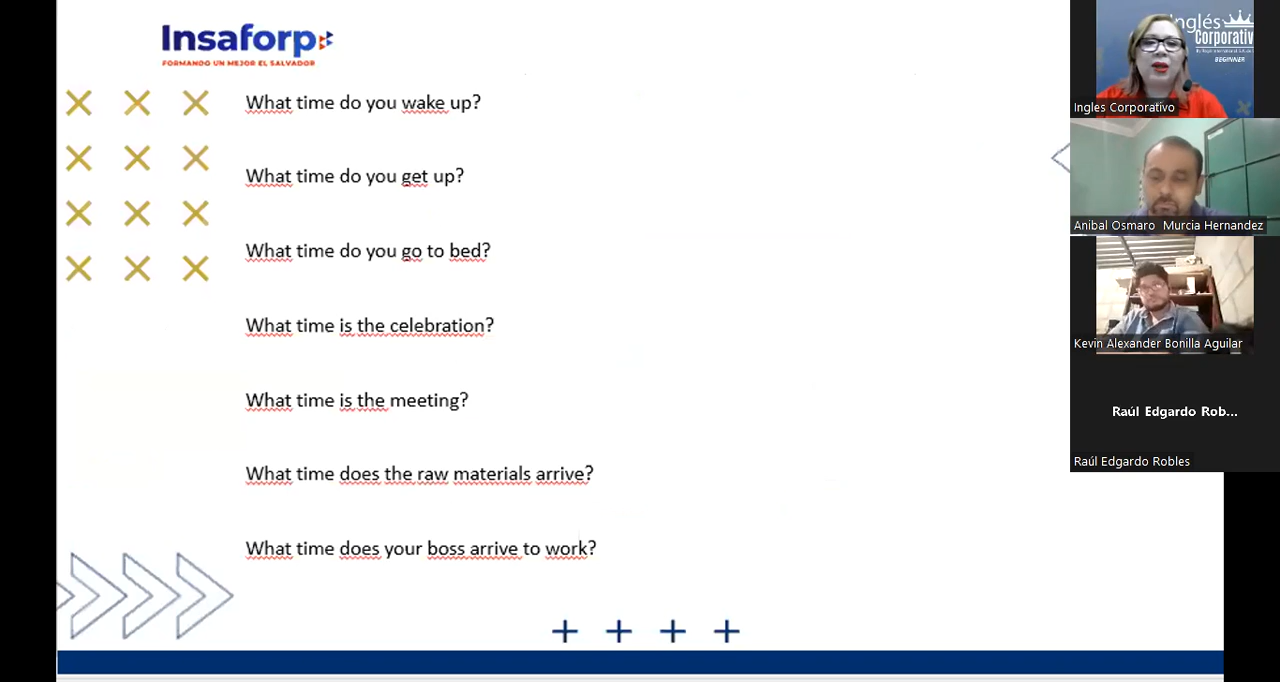 Insaforp
FORMANDO UN MEJOR EL SALVADOR
What time do you wake up?
What time do you get up?
What time do you go to bed?
What time is the celebration?
What time is the meeting?
What time does the raw materials arrive?
What time does your boss arrive to work?
Inglés
Corporativ
BEGINNER
Ingles Corporativo
Anibal Osmaro Murcia Hernandez
Kevin Alexander Bonilla Aguilar
Raúl Edgardo Rob...
Raúl Edgardo Robles